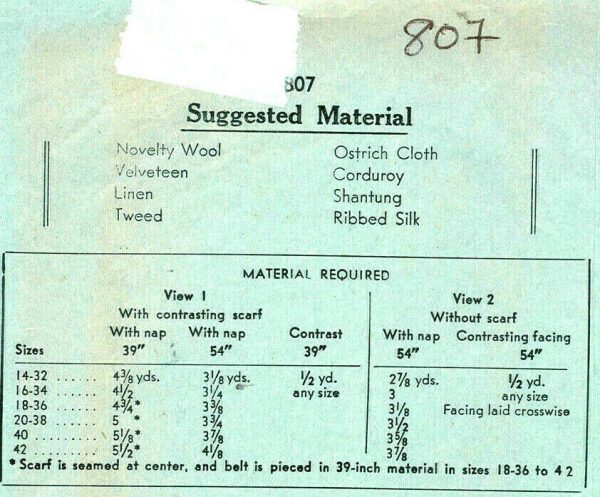 807
807
Suggested Material
Novelty Wool Ostrich Cloth
Velveteen Corduroy
Linen Shantung
Tweed Ribbed Silk
MATERIAL REQUIRED
View 1 View 2
With contrasting scarf Without scarf
With nap With nap Contrast With nap Contrasting facing
Sizes 39" 54" 39" 54" 54"
14-32 ...... 4⅜ yds. 3⅛ yds. ½ yd. 2⅞ yds. ½ yd.
16-34 ...... 4½ 3¼ any size 3 any size
18-36 ...... 4¾* 3⅜ 3⅛ Facing laid crosswise
20-38 ...... 5 * 3¾ 3½
40 ...... 5⅛* 3⅞ 3⅝
42 ...... 5½* 4⅛ 3⅞
* Scarf is seamed at center, and belt is pieced in 39-inch material in sizes 18-36 to 42